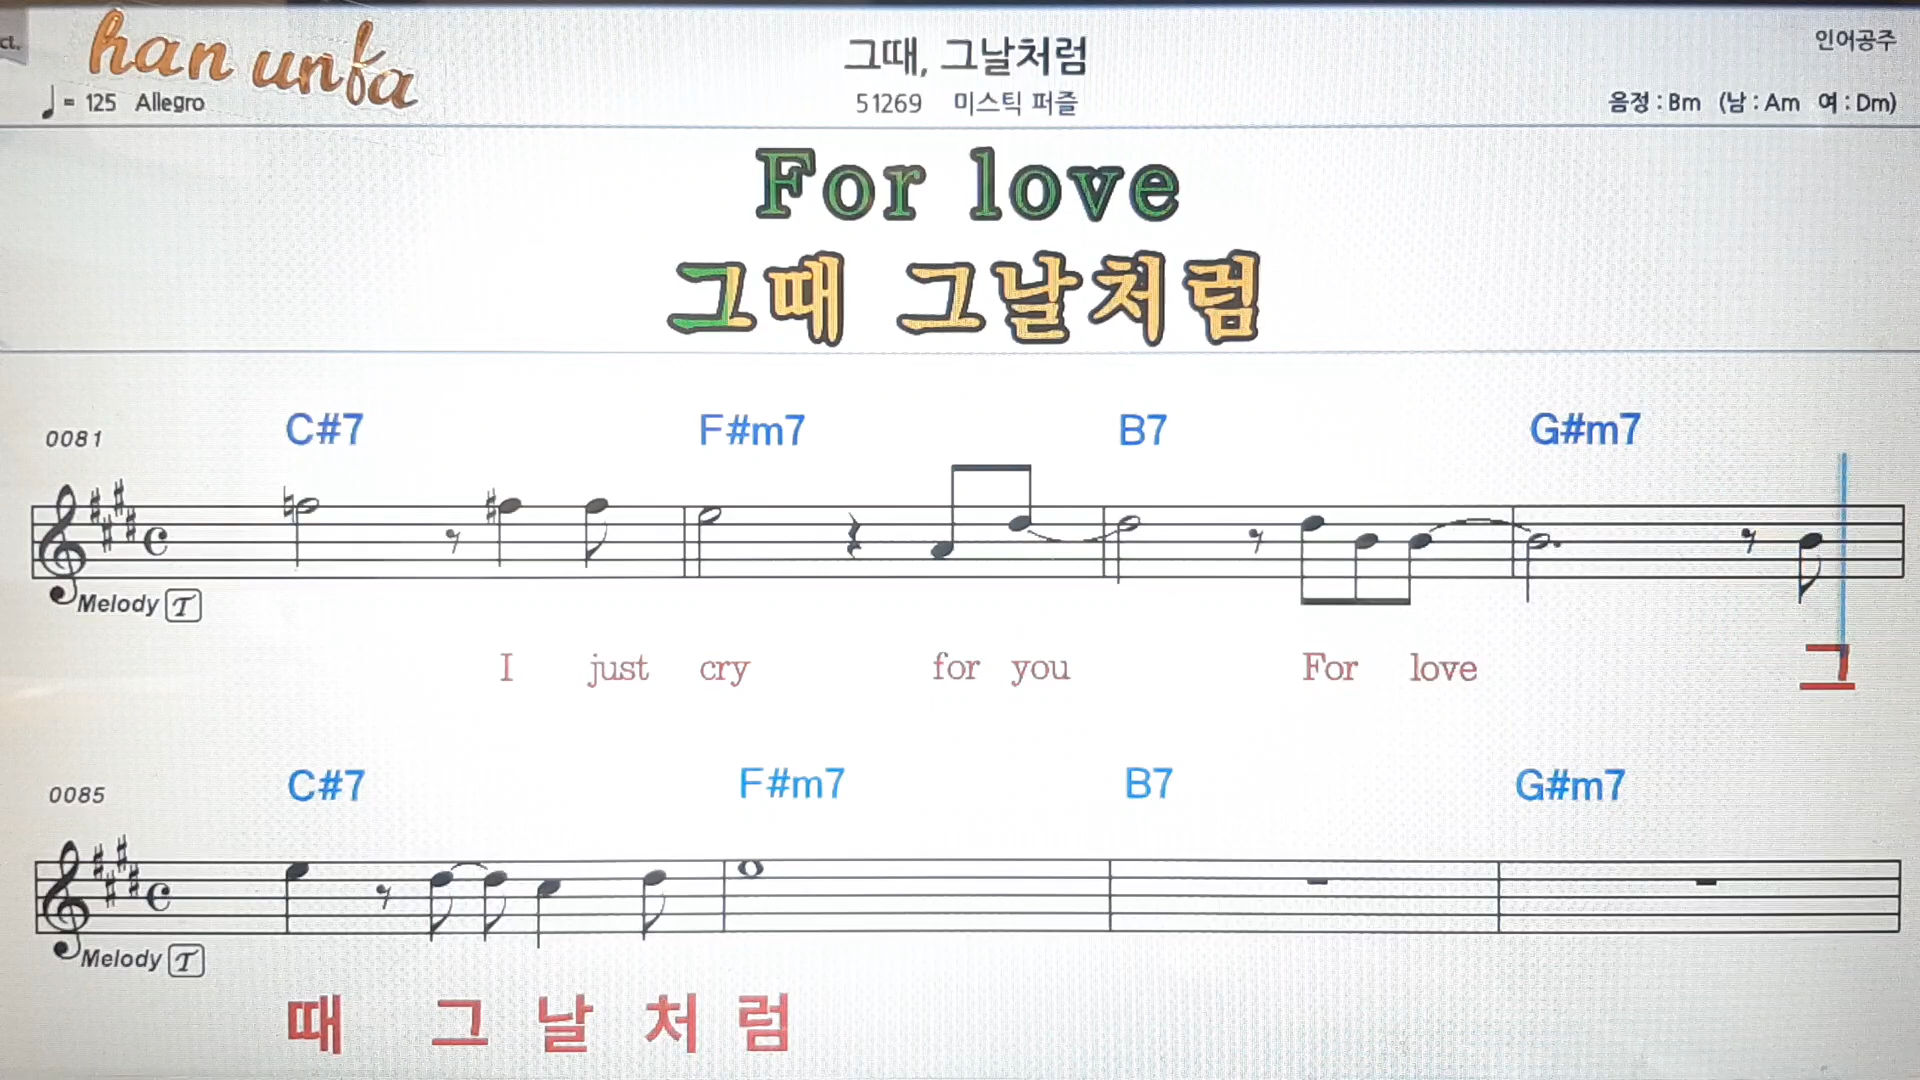 ct.
han unfa
그때, 그날처럼
인어공주
♩= 125 Allegro
51269 미스틱 퍼즐
음정 : Bm (남 : Am 여 : Dm)
For love
그때 그날처럼
0081
C#7 F#m7 B7 G#m7
Melody T
I just cry for you For love 그
0085
C#7 F#m7 B7 G#m7
Melody T
때 그 날 처 럼